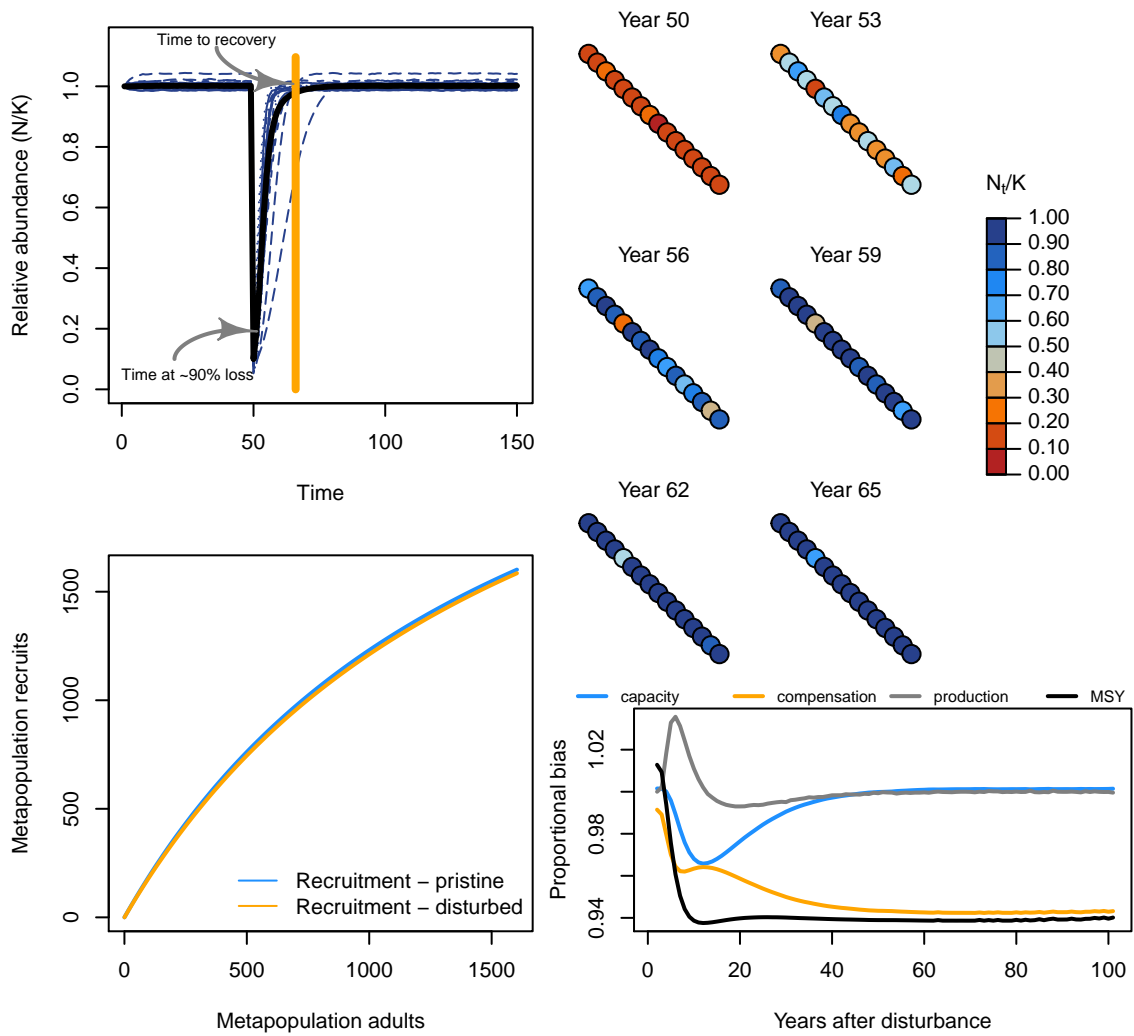 Time to recovery
Time at ~90% loss
Relative abundance (N/K)
0.0
0.2
0.4
0.6
0.8
1.0
0
50
100
150
Time
Year 50
Year 53
Year 56
Year 59
Year 62
Year 65
Nt/K
1.00
0.90
0.80
0.70
0.60
0.50
0.40
0.30
0.20
0.10
0.00
Metapopulation recruits
0
500
1000
1500
Recruitment − pristine
Recruitment − disturbed
0
500
1000
1500
Metapopulation adults
capacity
compensation
production
MSY
Proportional bias
0.94
0.98
1.02
0
20
40
60
80
100
Years after disturbance